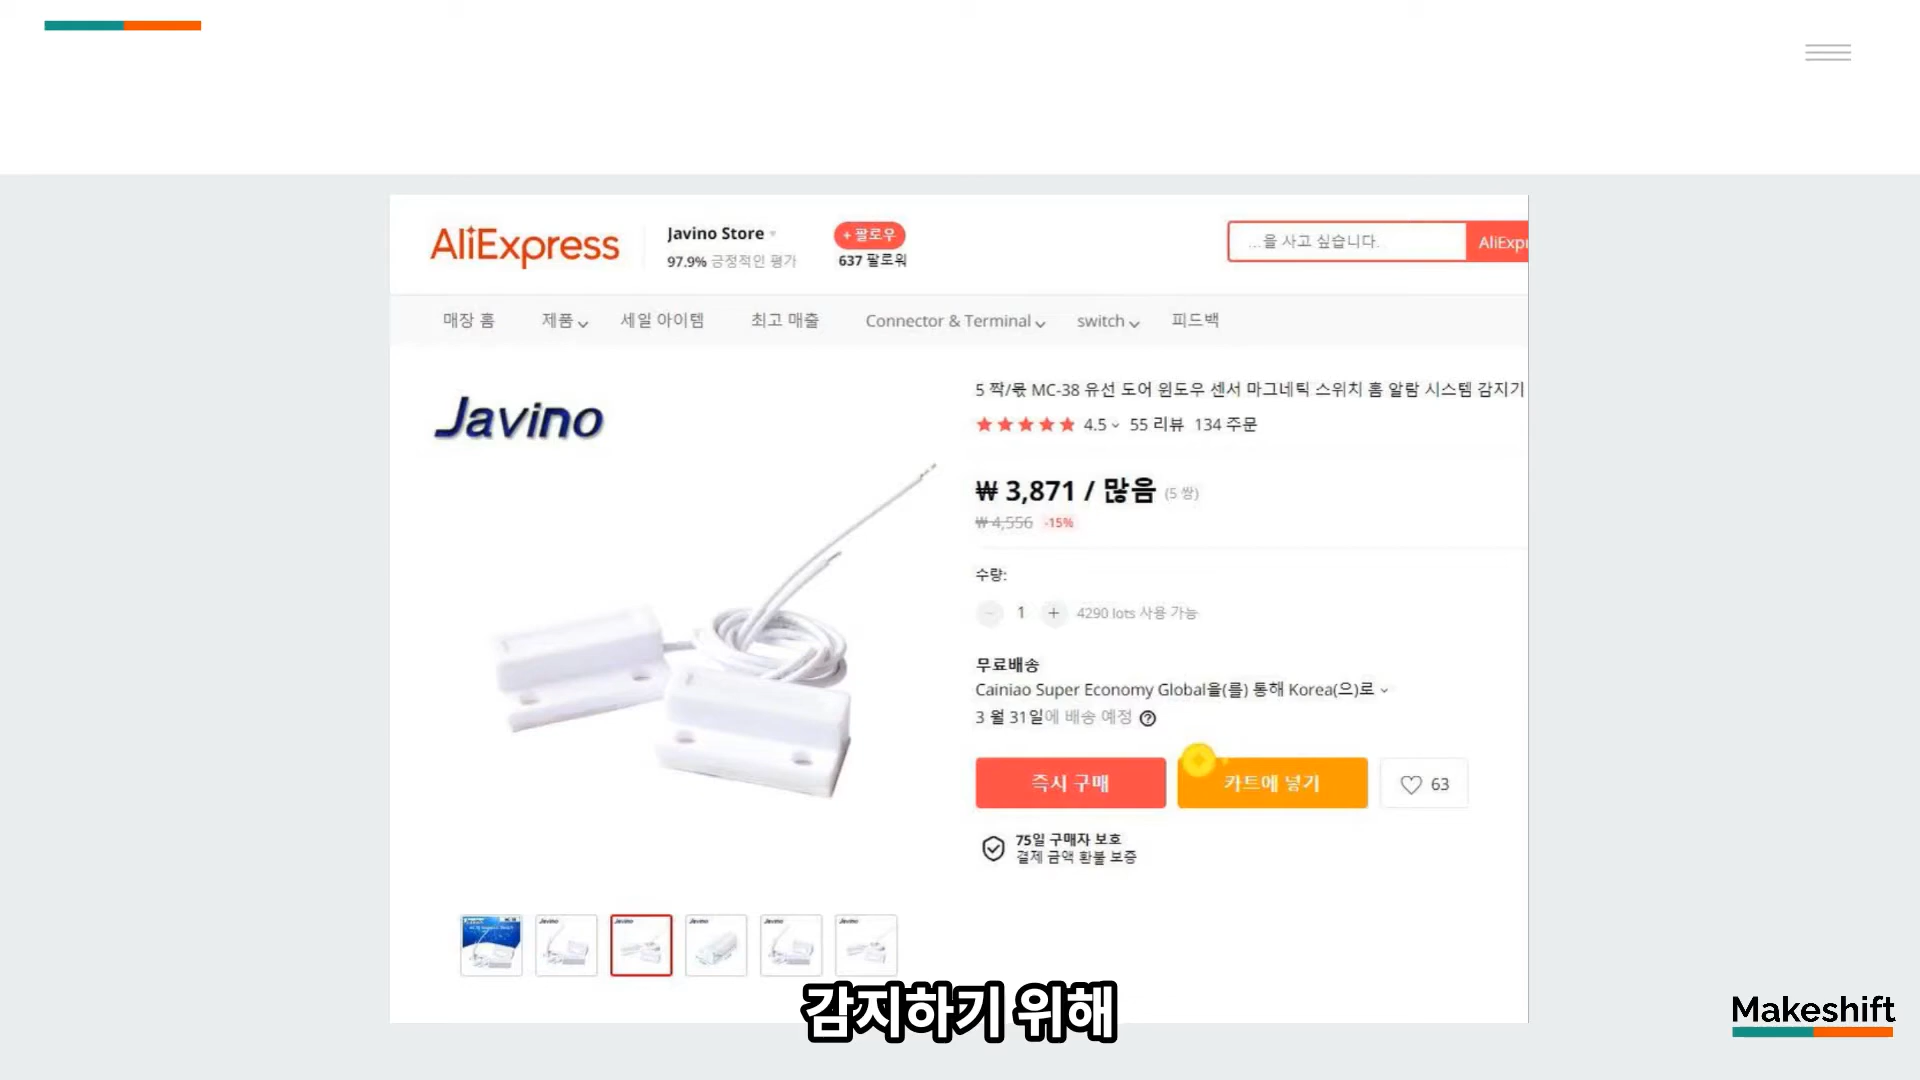 AliExpress
Javino Store
+ 팔로우
97.9% 긍정적인 평가
637 팔로워
...을 사고 싶습니다.
AliExpr
매장 홈
제품
세일 아이템
최고 매출
Connector & Terminal
switch
피드백
Javino
5 짝/몫 MC-38 유선 도어 윈도우 센서 마그네틱 스위치 홈 알람 시스템 감지기
4.5
55 리뷰
134 주문
₩ 3,871 / 많음 (5 쌍)
₩ 4,556 -15%
수량:
1
+
4290 lots 사용 가능
무료배송
Cainiao Super Economy Global을(를) 통해 Korea(으)로
3 월 31일에 배송 예정
즉시 구매
카트에 넣기
63
75일 구매자 보호
결제 금액 환불 보증
Javino
Javino
Javino
Javino
Javino
Javino
감지하기 위해
Makeshift